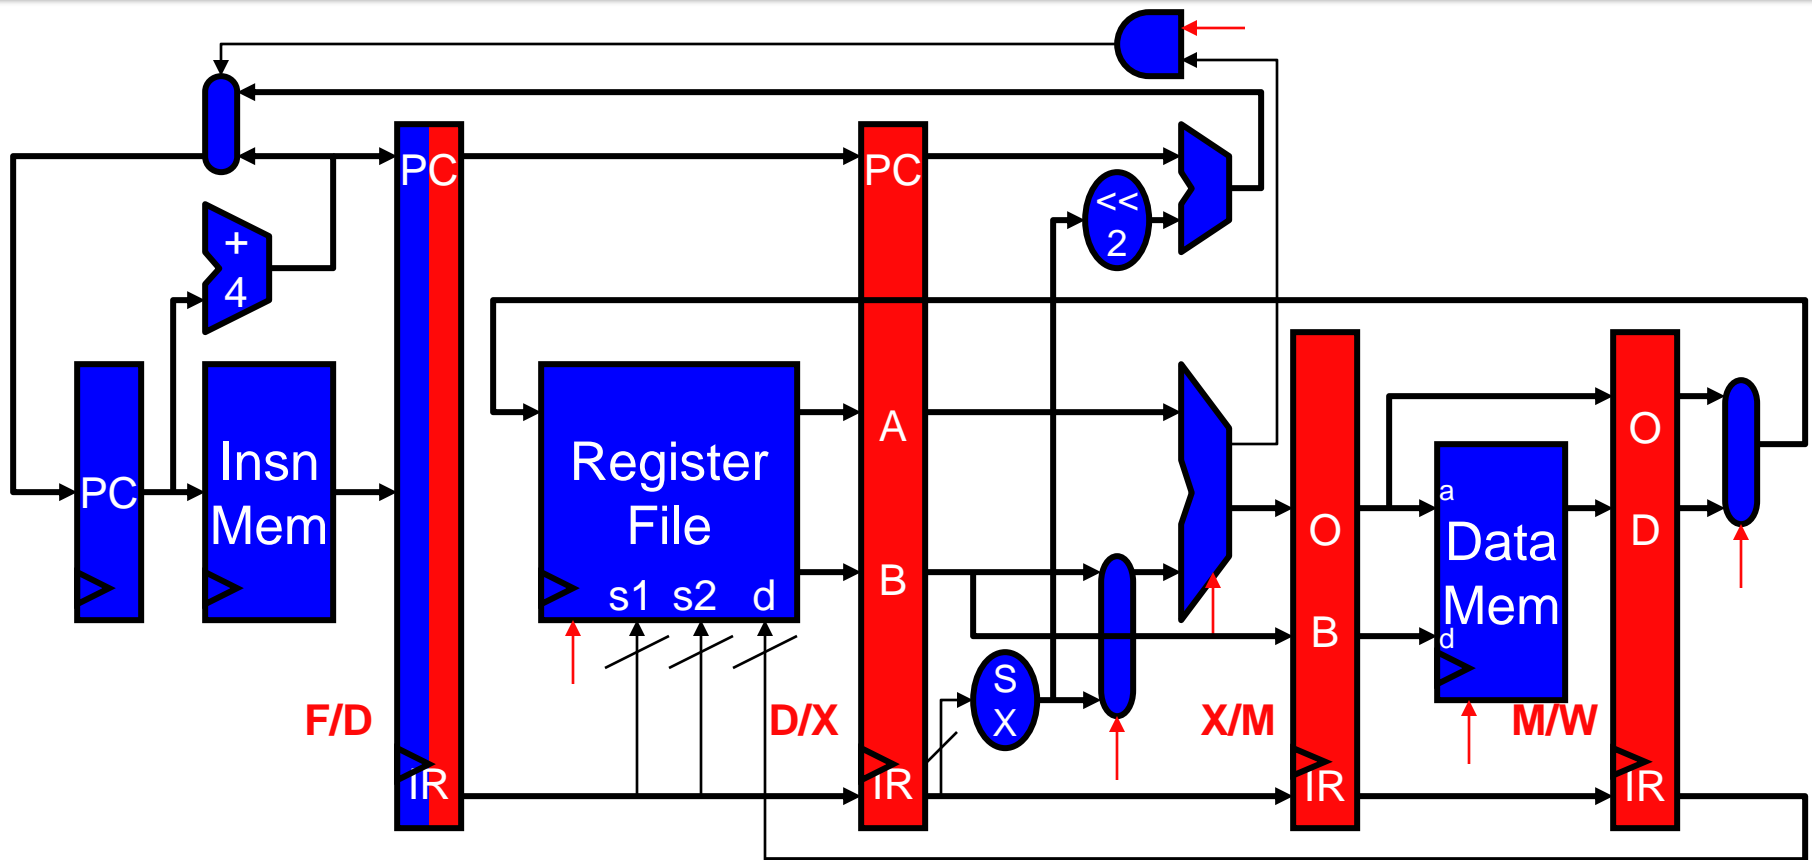 PC
PC
<<
2
+
4
PC
Insn
Mem
Register
File
s1 s2 d
A
B
S
X
O
B
a
Data
Mem
d
O
D
F/D
D/X
X/M
M/W
IR
IR
IR
IR